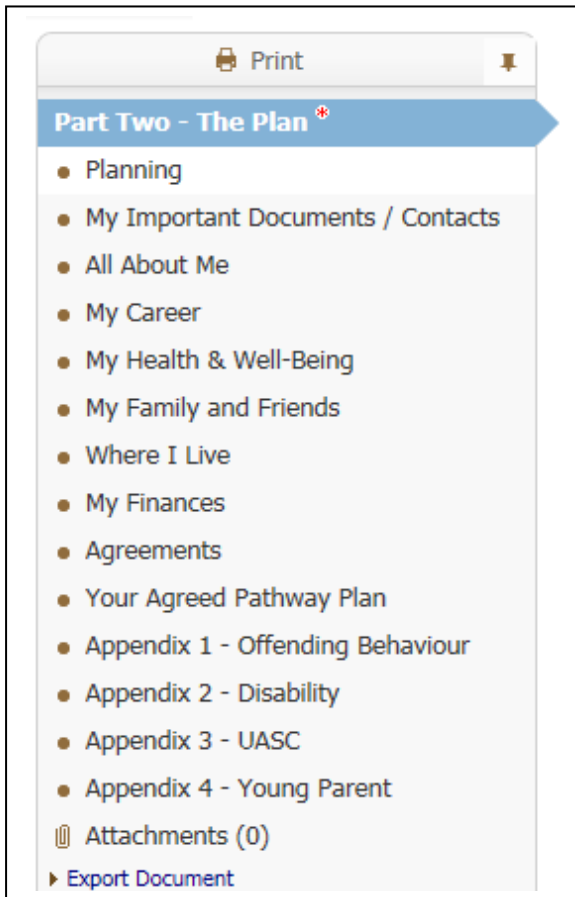 Print
Part Two - The Plan *
Planning
My Important Documents / Contacts
All About Me
My Career
My Health & Well-Being
My Family and Friends
Where I Live
My Finances
Agreements
Your Agreed Pathway Plan
Appendix 1 - Offending Behaviour
Appendix 2 - Disability
Appendix 3 - UASC
Appendix 4 - Young Parent
Attachments (0)
Export Document